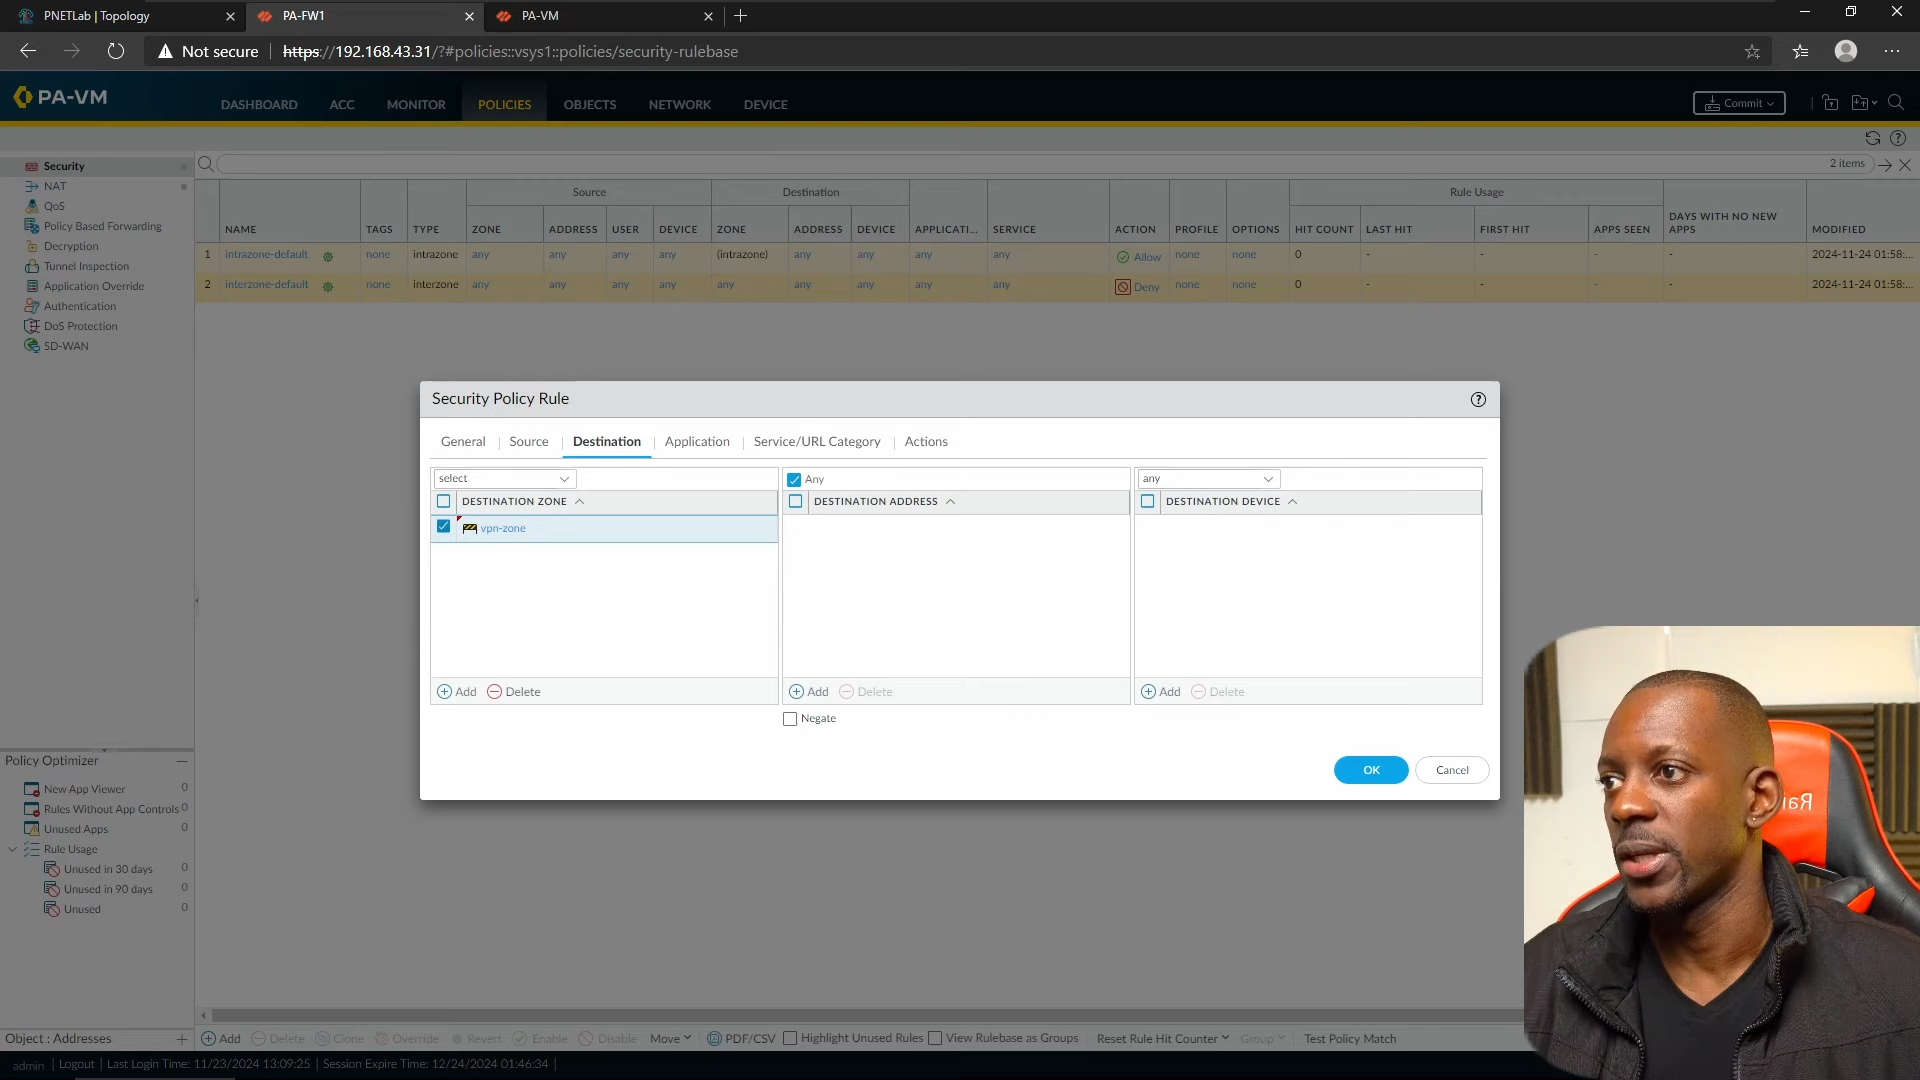 PNETLab | Topology
PA-FW1
PA-VM
Not secure
https://192.168.43.31/?#policies::vsys1::policies/security-rulebase
PA-VM
DASHBOARD
ACC
MONITOR
POLICIES
OBJECTS
NETWORK
DEVICE
Commit
Security
NAT
QoS
Policy Based Forwarding
Decryption
Tunnel Inspection
Application Override
Authentication
DoS Protection
SD-WAN
2 items
Source Destination Rule Usage
NAME TAGS TYPE ZONE ADDRESS USER DEVICE ZONE ADDRESS DEVICE APPLICATI... SERVICE ACTION PROFILE OPTIONS HIT COUNT LAST HIT FIRST HIT APPS SEEN DAYS WITH NO NEW APPS MODIFIED
1 intrazone-default none intrazone any any any any (intrazone) any any any any Allow none none 0 - - - - 2024-11-24 01:58:...
2 interzone-default none interzone any any any any any any any any any Deny none none 0 - - - - 2024-11-24 01:58:...
Security Policy Rule
General
Source
Destination
Application
Service/URL Category
Actions
select
DESTINATION ZONE
vpn-zone
Add
Delete
Any
DESTINATION ADDRESS
Add
Delete
Negate
any
DESTINATION DEVICE
Add
Delete
OK
Cancel
Policy Optimizer
New App Viewer 0
Rules Without App Controls 0
Unused Apps 0
Rule Usage
Unused in 30 days 0
Unused in 90 days 0
Unused 0
Object : Addresses
Add Delete Clone Override Revert Enable Disable Move PDF/CSV Highlight Unused Rules View Rulebase as Groups Reset Rule Hit Counter Group Test Policy Match
admin | Logout | Last Login Time: 11/23/2024 13:09:25 | Session Expire Time: 12/24/2024 01:46:34 |